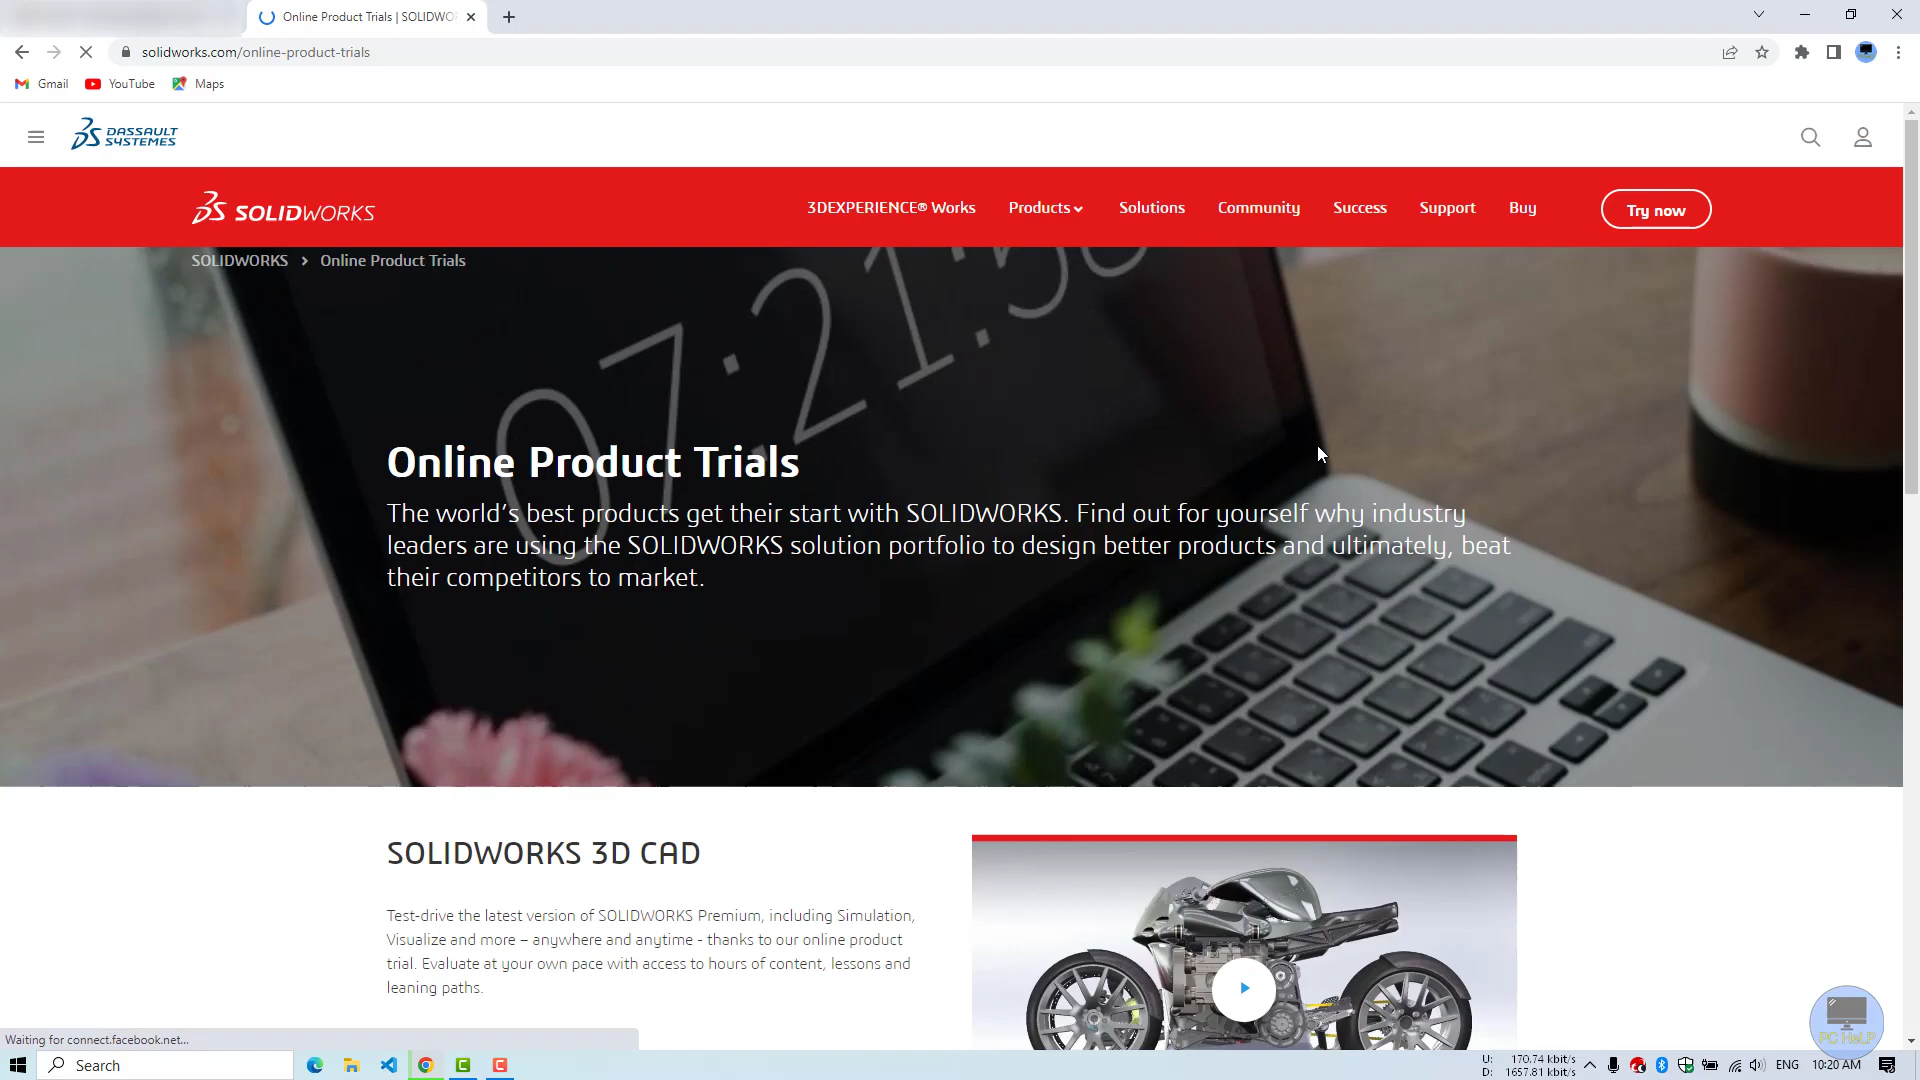 Online Product Trials | SOLIDWO
solidworks.com/online-product-trials
Gmail
YouTube
Maps
DASSAULT
SYSTEMES
SOLIDWORKS
3DEXPERIENCE® Works
Products
Solutions
Community
Success
Support
Buy
Try now
SOLIDWORKS > Online Product Trials
07:21:5
Online Product Trials
The world's best products get their start with SOLIDWORKS. Find out for yourself why industry
leaders are using the SOLIDWORKS solution portfolio to design better products and ultimately, beat
their competitors to market.
SOLIDWORKS 3D CAD
Test-drive the latest version of SOLIDWORKS Premium, including Simulation,
Visualize and more – anywhere and anytime - thanks to our online product
trial. Evaluate at your own pace with access to hours of content, lessons and
leaning paths.
PC HeLP
Waiting for connect.facebook.net...
Search
U: 170.74 kbit/s
D: 1657.81 kbit/s
ENG
10:20 AM